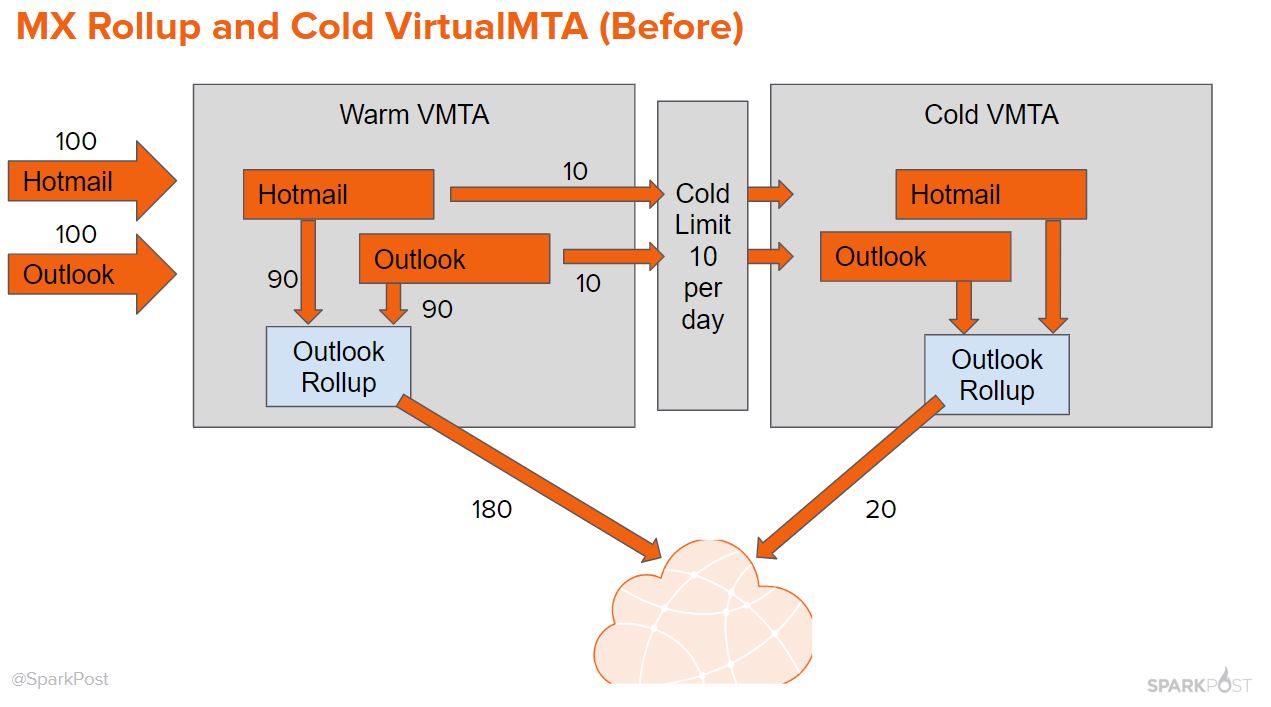 MX Rollup and Cold VirtualMTA (Before)
100
Hotmail
100
Outlook
Warm VMTA
Hotmail
Outlook
90
90
Outlook
Rollup
10
10
Cold
Limit
10
per
day
Cold VMTA
Hotmail
Outlook
Outlook
Rollup
180
20
@SparkPost
SPARKPOST